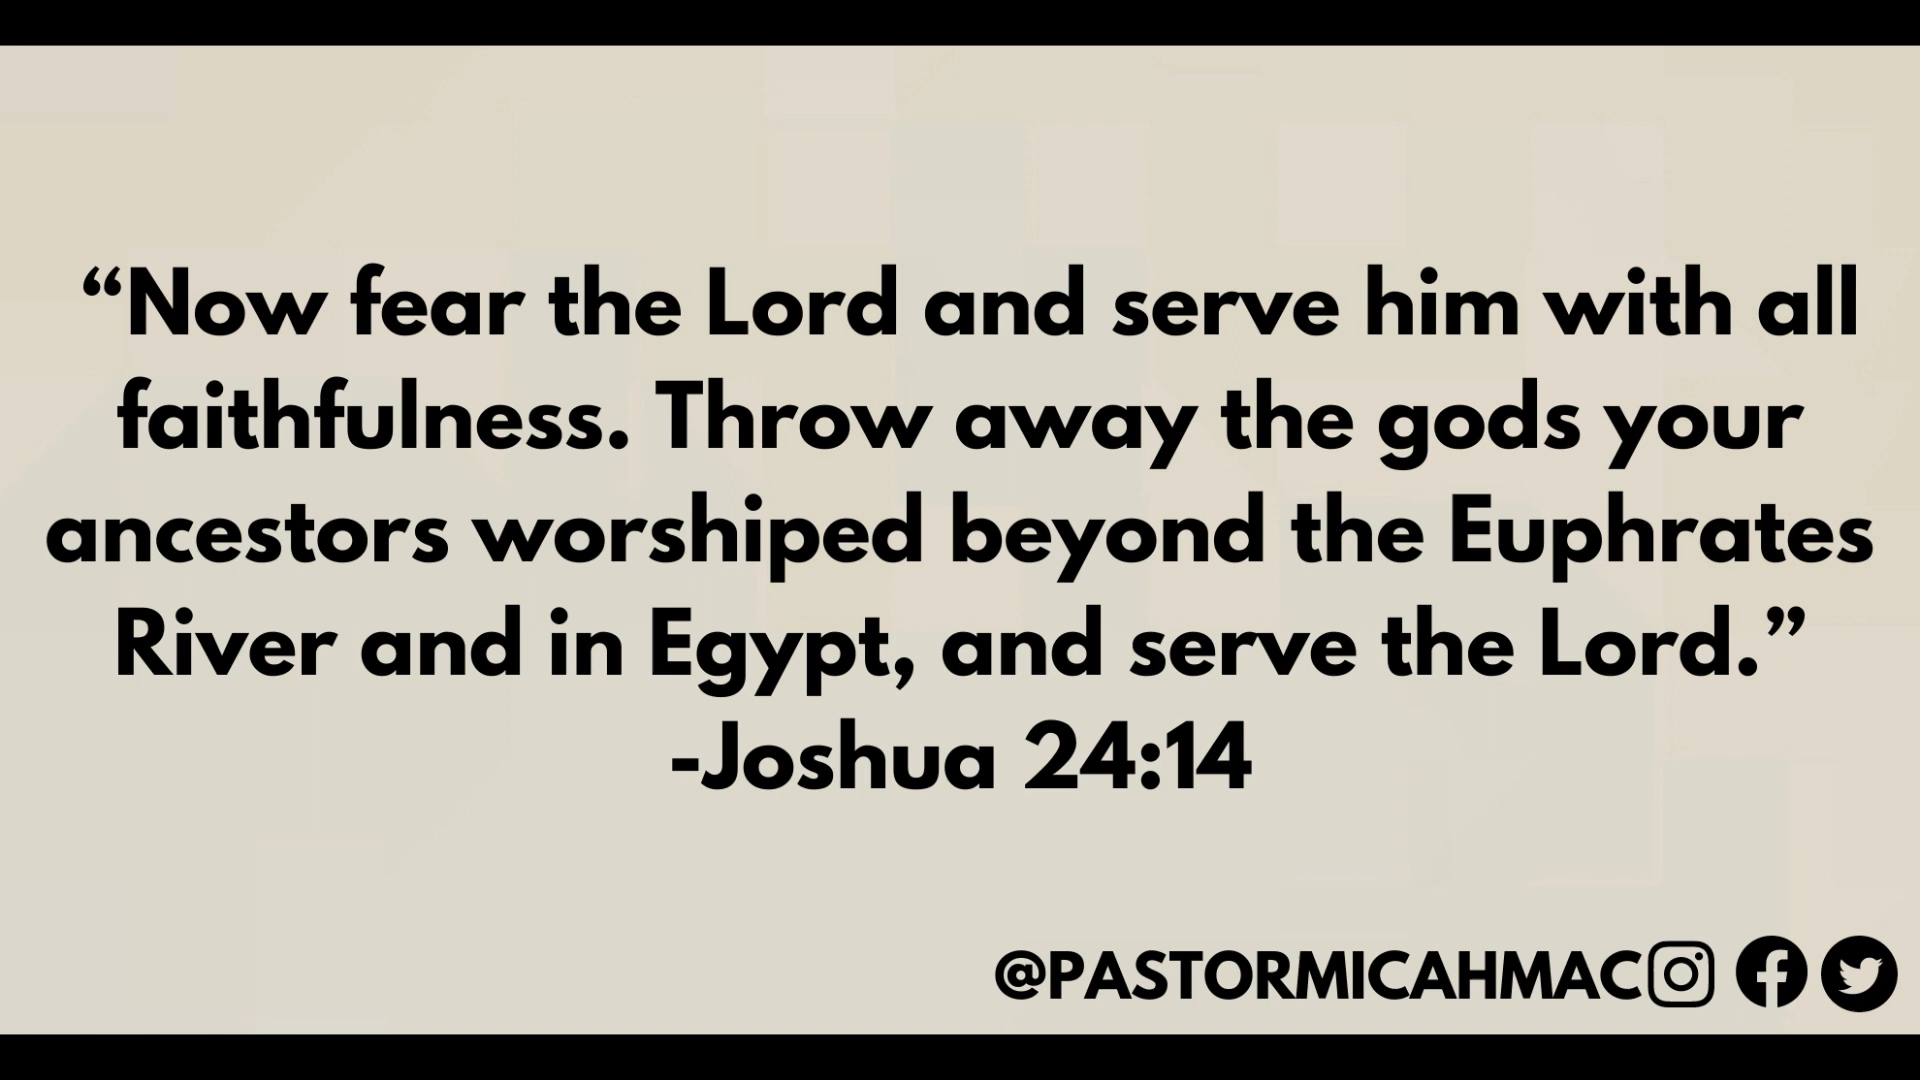 “Now fear the Lord and serve him with all
faithfulness. Throw away the gods your
ancestors worshiped beyond the Euphrates
River and in Egypt, and serve the Lord.”
-Joshua 24:14
@PASTORMICAHMAC